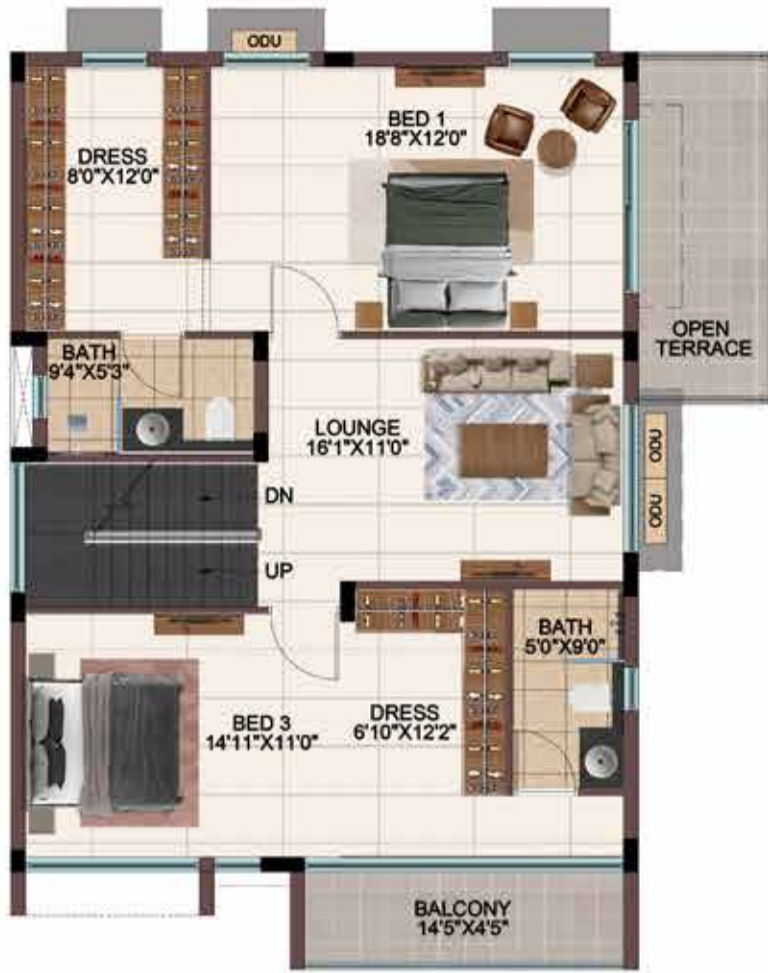 ODU
BED 1
18'8"X12'0"
DRESS
8'0"X12'0"
OPEN
TERRACE
BATH
9'4"X5'3"
LOUNGE
16'1"X11'0"
ODU
ODU
DN
UP
BATH
5'0"X9'0"
BED 3
14'11"X11'0"
DRESS
6'10"X12'2"
BALCONY
14'5"X4'5"